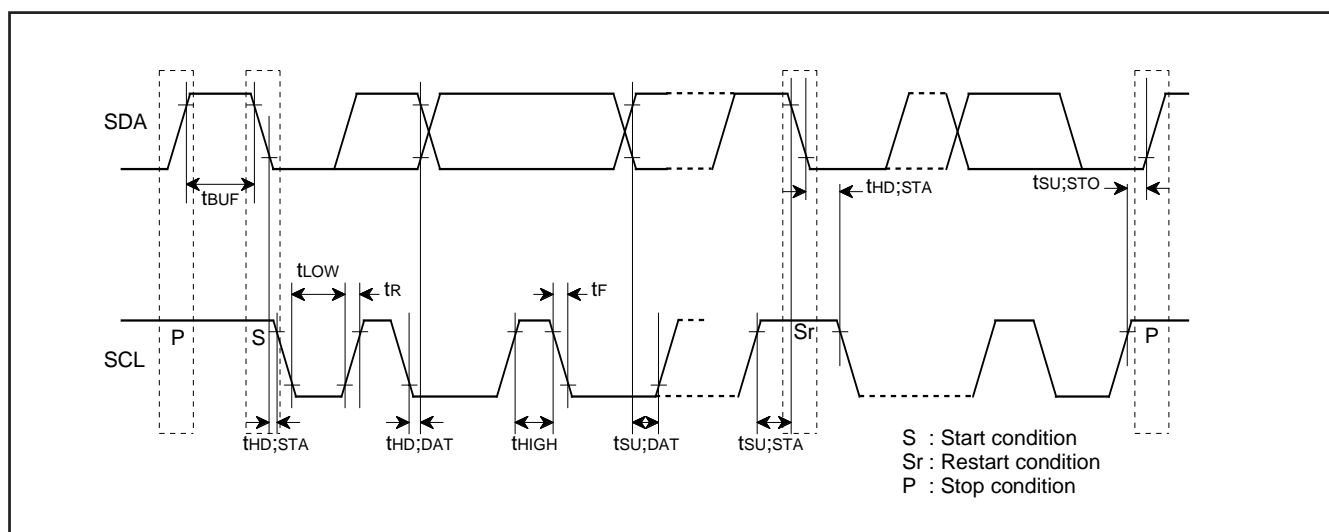 SDA
tBUF
tHD;STA
tSU;STO
tLOW
tR
tF
P
S
Sr
P
SCL
tHD;STA
tHD;DAT
tHIGH
tSU;DAT
tSU;STA
S : Start condition
Sr : Restart condition
P : Stop condition